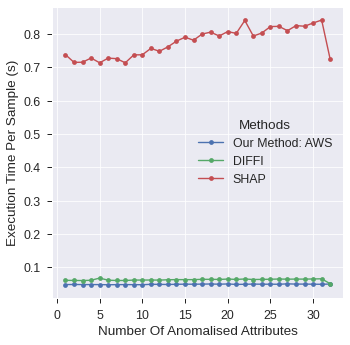 Execution Time Per Sample (s)
0.8
0.7
0.6
0.5
0.4
0.3
0.2
0.1
Methods
Our Method: AWS
DIFFI
SHAP
0 5 10 15 20 25 30
Number Of Anomalised Attributes